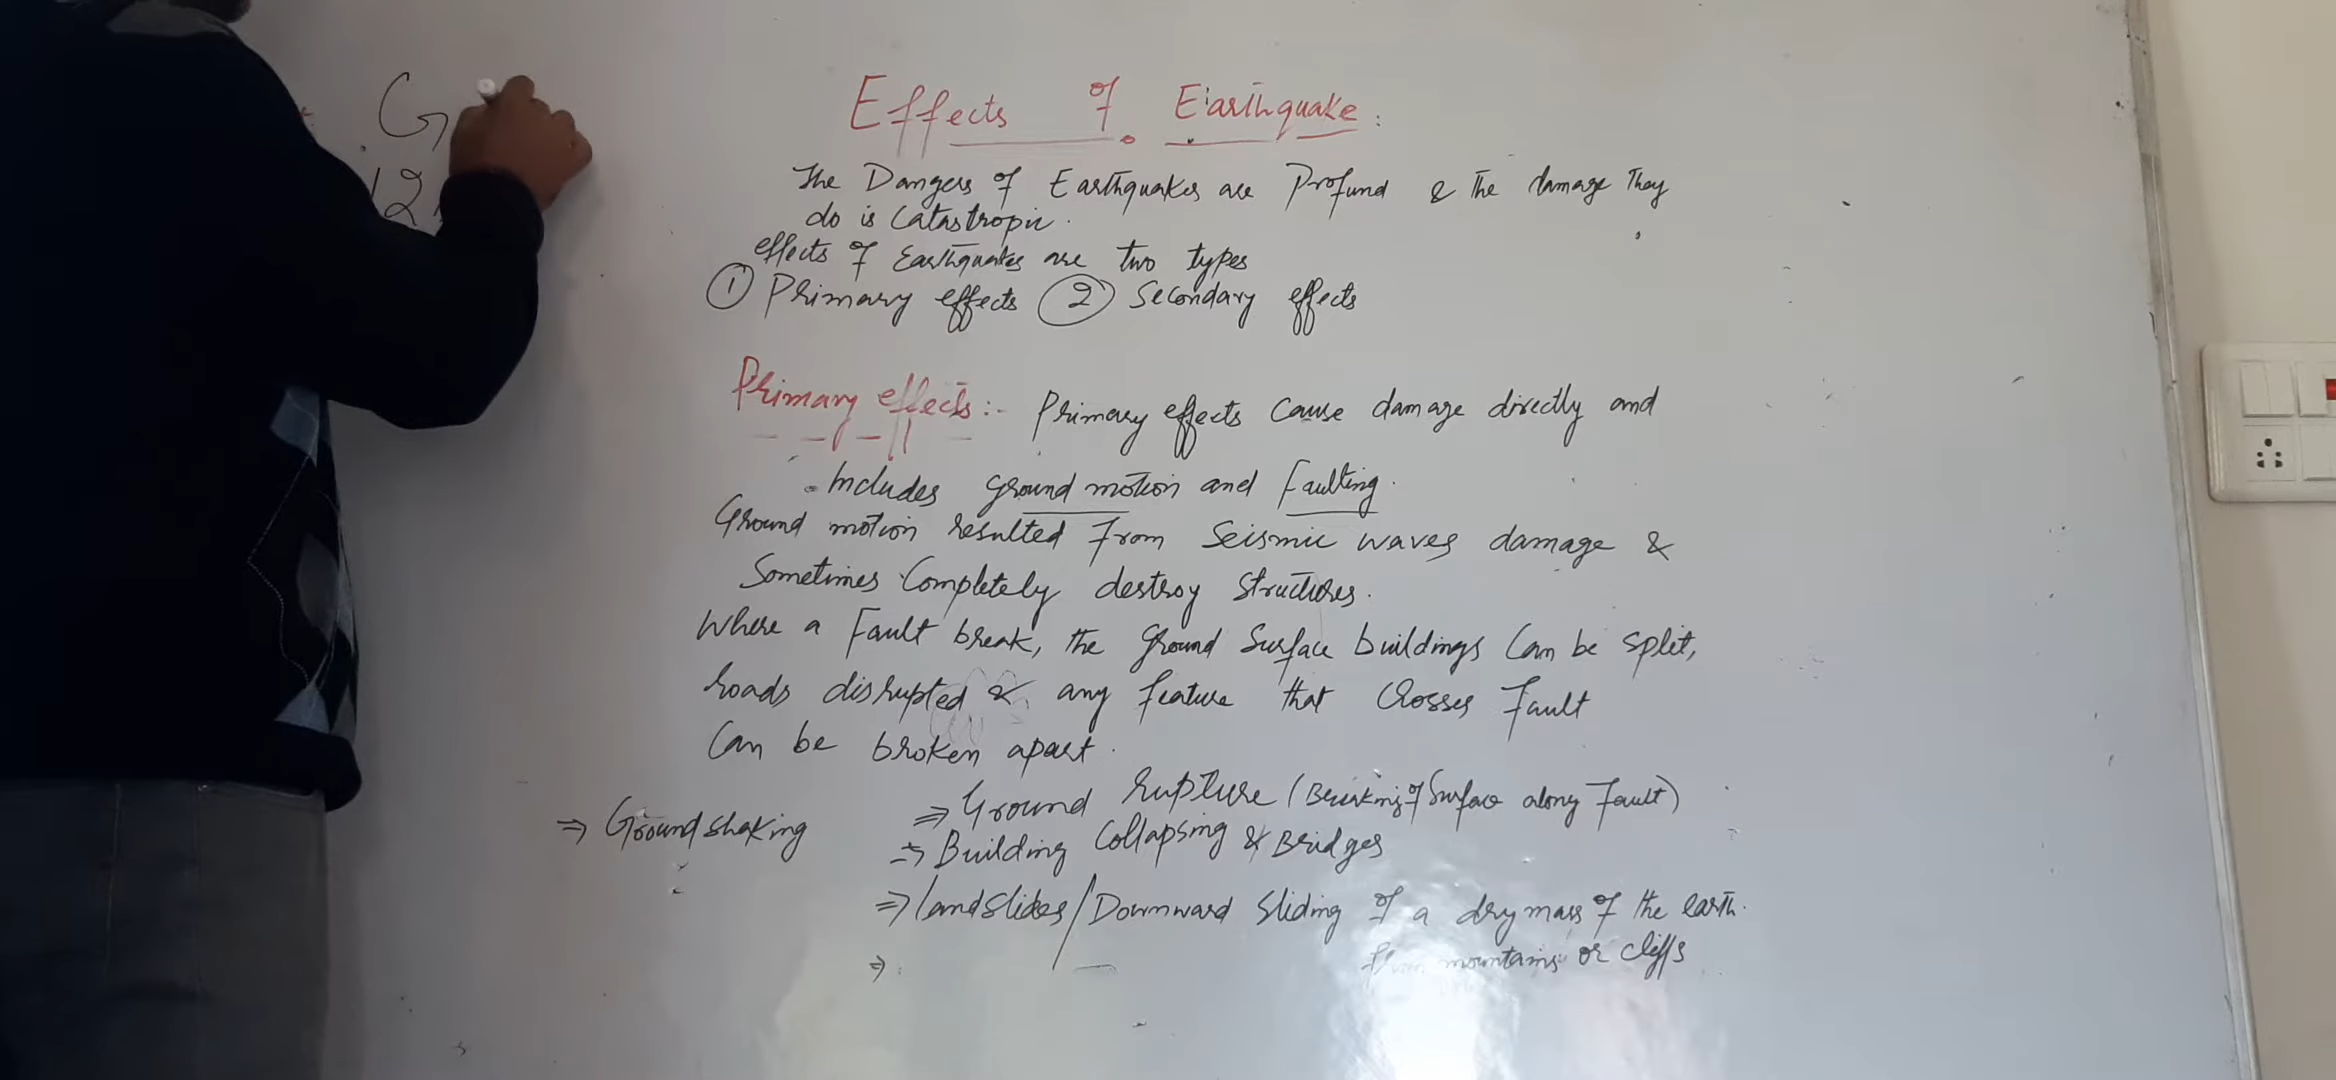 G
12
Effects of Earthquake:
The Dangers of Earthquakes are Profund & The damage They
do is Catastropic.
effects of Earthquakes are two types
① Primary effects ② Secondary effects
Primary effects:- Primary effects cause damage directly and
Includes ground motion and Faulting.
Ground motion resulted From Seismic waves damage &
Sometimes Completely destroy Structures.
Where a Fault break, the ground Surface buildings Can be split,
roads disrupted & any feature that Crosses Fault
Can be broken apart.
⇒ Ground shaking
⇒ Ground rupture (Breaking of Surface along Fault)
⇒ Building Collapsing & Bridges
⇒ landslides / Downward Sliding of a dry mass of the earth.
from mountains or cliffs
⇒